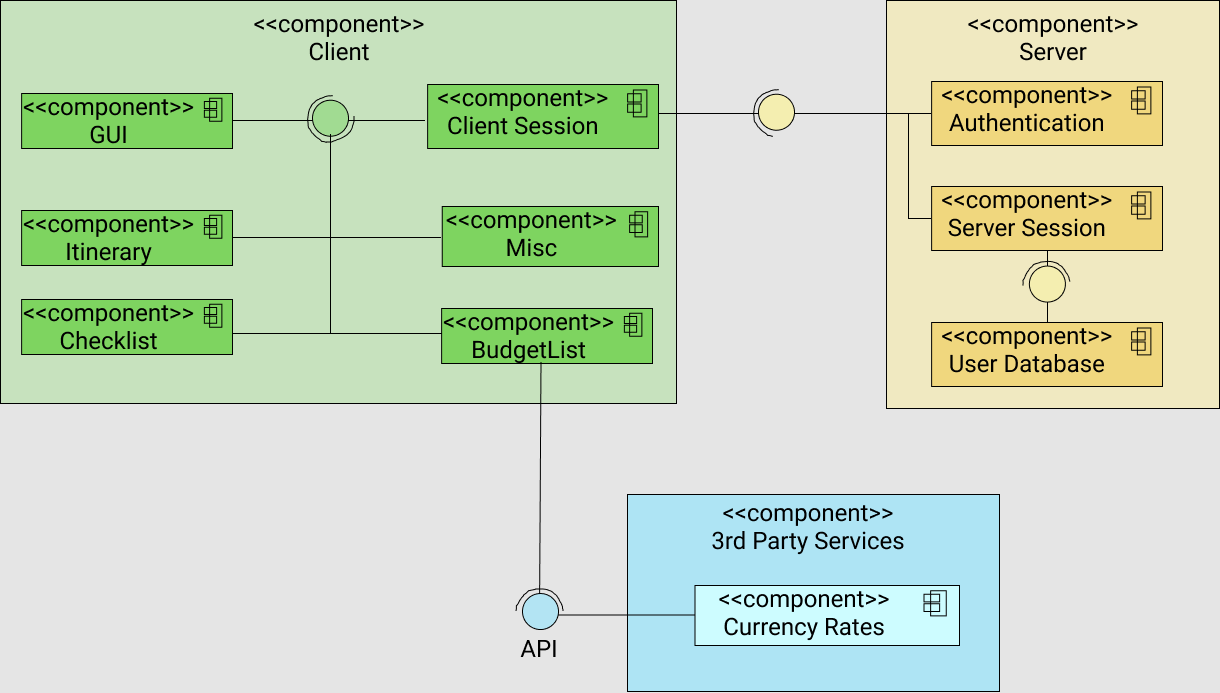 <<component>>
Client
<<component>>
GUI
<<component>>
Client Session
<<component>>
Itinerary
<<component>>
Misc
<<component>>
Checklist
<<component>>
BudgetList
<<component>>
Server
<<component>>
Authentication
<<component>>
Server Session
<<component>>
User Database
API
<<component>>
3rd Party Services
<<component>>
Currency Rates